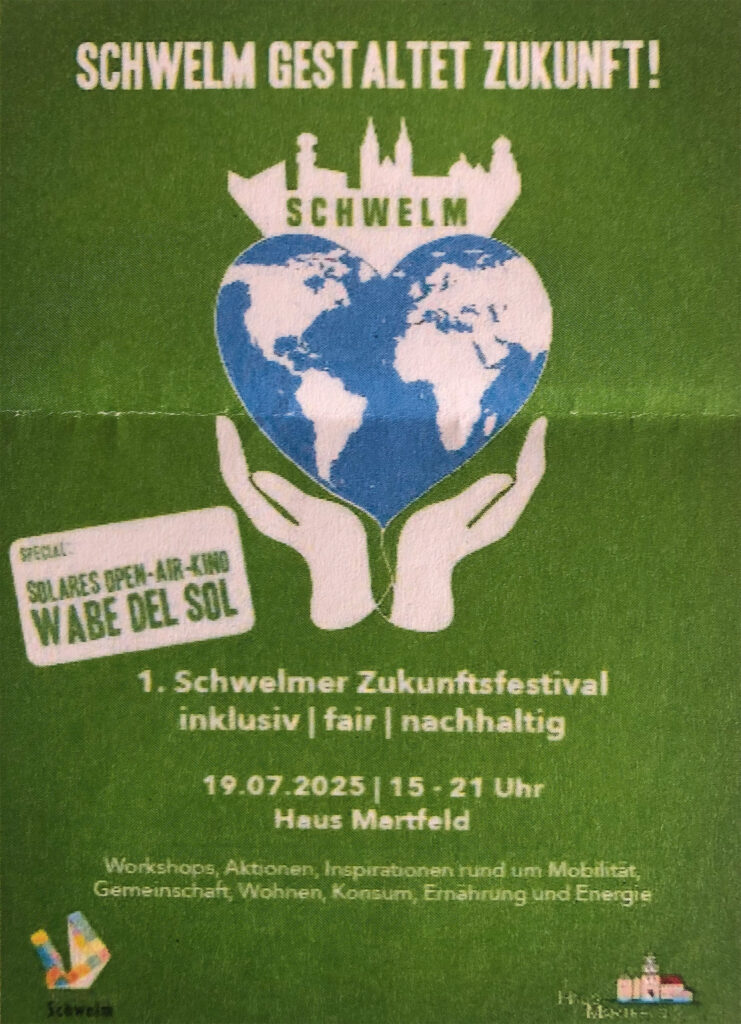 SCHWELM GESTALTET ZUKUNFT!
SCHWELM
SPECIAL:
SOLARES OPEN-AIR-KINO
WABE DEL SOL
1. Schwelmer Zukunftsfestival
inklusiv | fair | nachhaltig
19.07.2025 | 15 - 21 Uhr
Haus Martfeld
Workshops, Aktionen, Inspirationen rund um Mobilität,
Gemeinschaft, Wohnen, Konsum, Ernährung und Energie
Schwelm
Haus
Martfeld